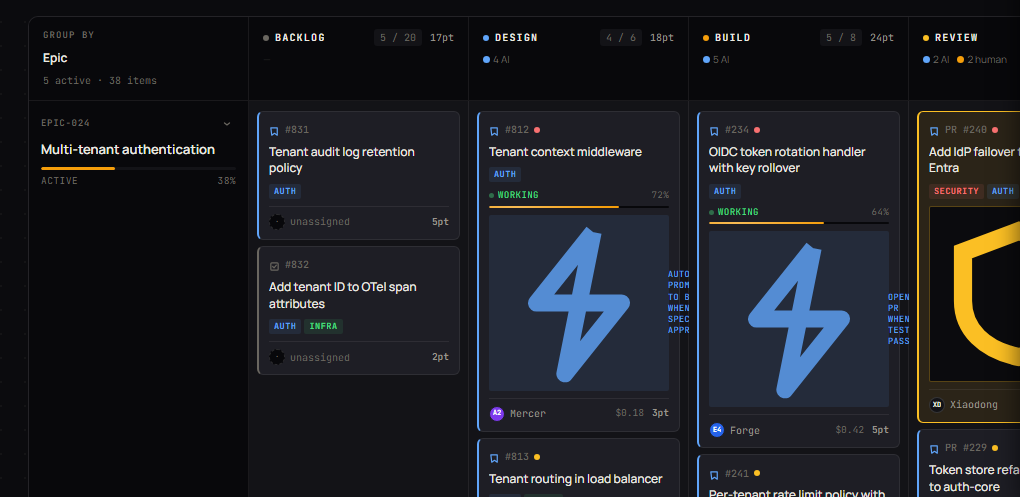 GROUP BY
Epic
5 active · 38 items
BACKLOG 5 / 20 17pt
DESIGN 4 / 6 18pt
4 AI
BUILD 5 / 8 24pt
5 AI
REVIEW
2 AI 2 human
EPIC-024
Multi-tenant authentication
ACTIVE 38%
#831
Tenant audit log retention
policy
AUTH
unassigned 5pt
#832
Add tenant ID to OTel span
attributes
AUTH INFRA
unassigned 2pt
#812
Tenant context middleware
AUTH
WORKING 72%
AUTO
PROM
TO B
WHEN
SPEC
APPR
A2 Mercer $0.18 3pt
#813
Tenant routing in load balancer
#234
OIDC token rotation handler
with key rollover
AUTH
WORKING 64%
OPEN
PR
WHEN
TEST
PASS
E4 Forge $0.42 5pt
#241
Per-tenant rate limit policy with
PR #240
Add IdP failover
Entra
SECURITY AUTH
XD Xiaodong
PR #229
Token store refa
to auth-core